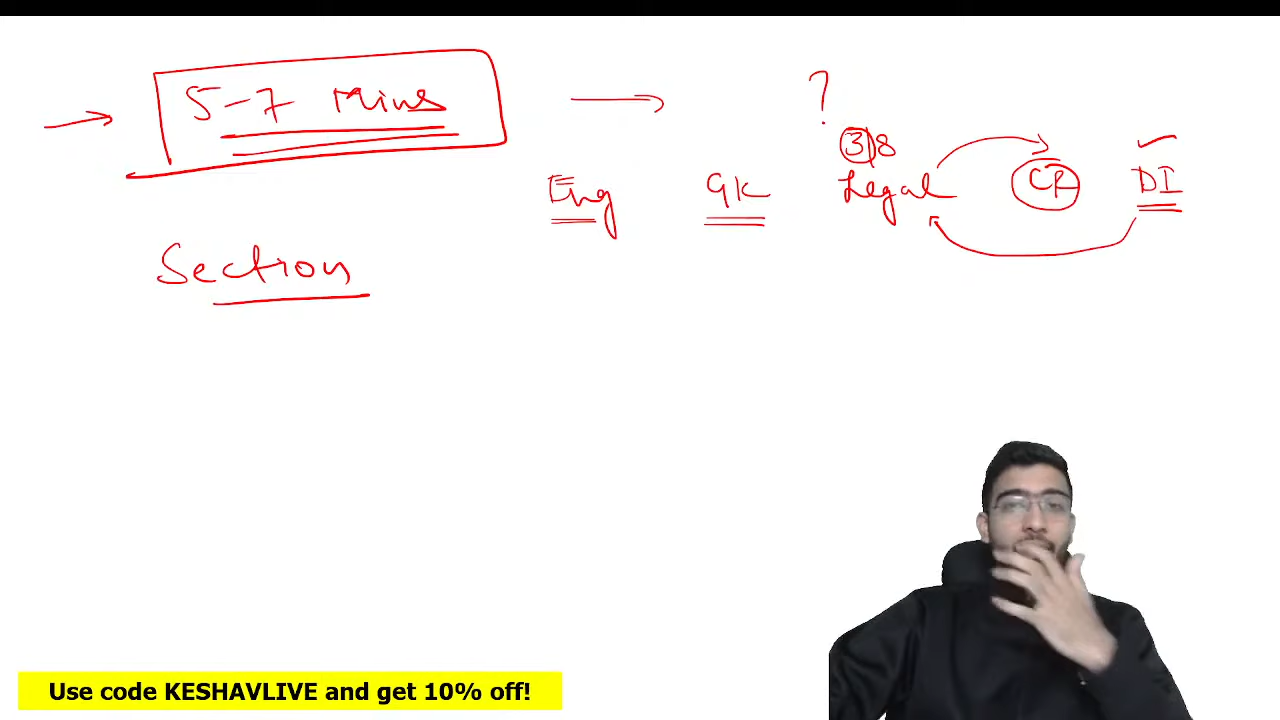 5-7 Mins
?
3 8
Eng GK Legal CR DI
Section
Use code KESHAVLIVE and get 10% off!